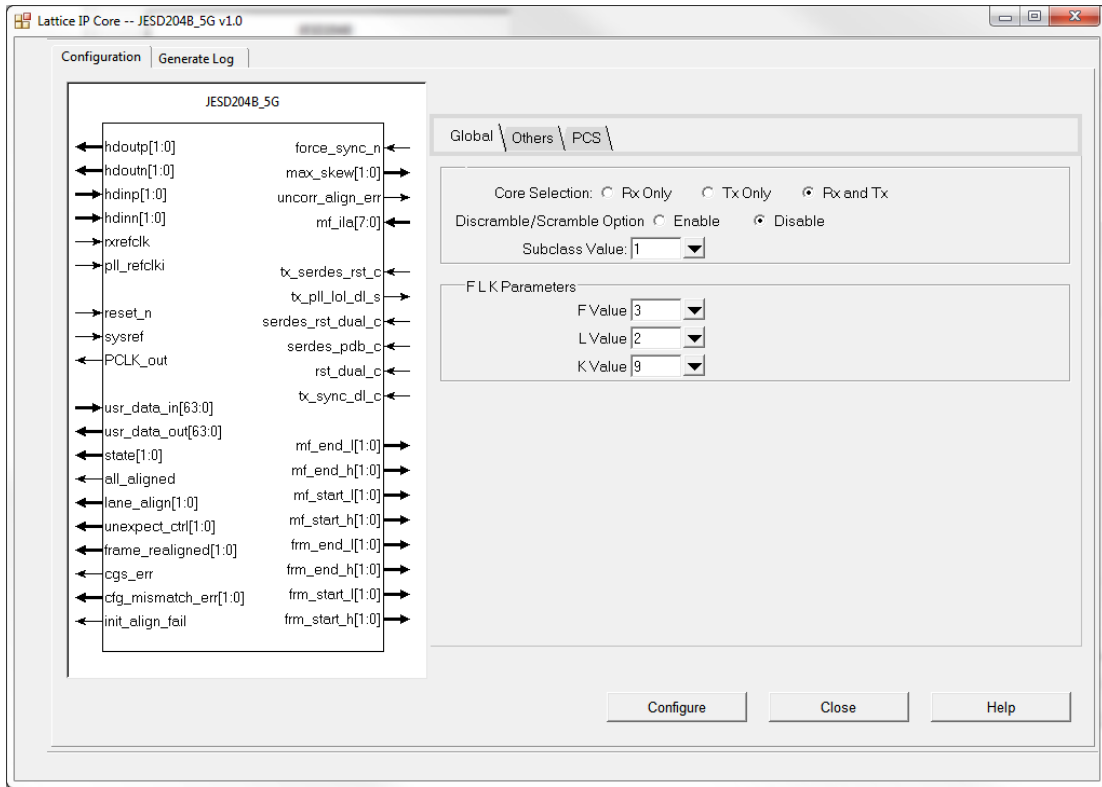 Lattice IP Core -- JESD204B_5G v1.0
Configuration
Generate Log
JESD204B_5G
hdoutp[1:0]
hdoutn[1:0]
hdinp[1:0]
hdinn[1:0]
rxrefclk
pll_refclki
reset_n
sysref
PCLK_out
usr_data_in[63:0]
usr_data_out[63:0]
state[1:0]
all_aligned
lane_align[1:0]
unexpect_ctrl[1:0]
frame_realigned[1:0]
cgs_err
cfg_mismatch_err[1:0]
init_align_fail
force_sync_n
max_skew[1:0]
uncorr_align_err
mf_ila[7:0]
tx_serdes_rst_c
tx_pll_lol_dl_s
serdes_rst_dual_c
serdes_pdb_c
rst_dual_c
tx_sync_dl_c
mf_end_l[1:0]
mf_end_h[1:0]
mf_start_l[1:0]
mf_start_h[1:0]
frm_end_l[1:0]
frm_end_h[1:0]
frm_start_l[1:0]
frm_start_h[1:0]
Global Others PCS
Core Selection: Rx Only Tx Only Rx and Tx
Discramble/Scramble Option Enable Disable
Subclass Value: 1
F L K Parameters
F Value 3
L Value 2
K Value 9
Configure Close Help